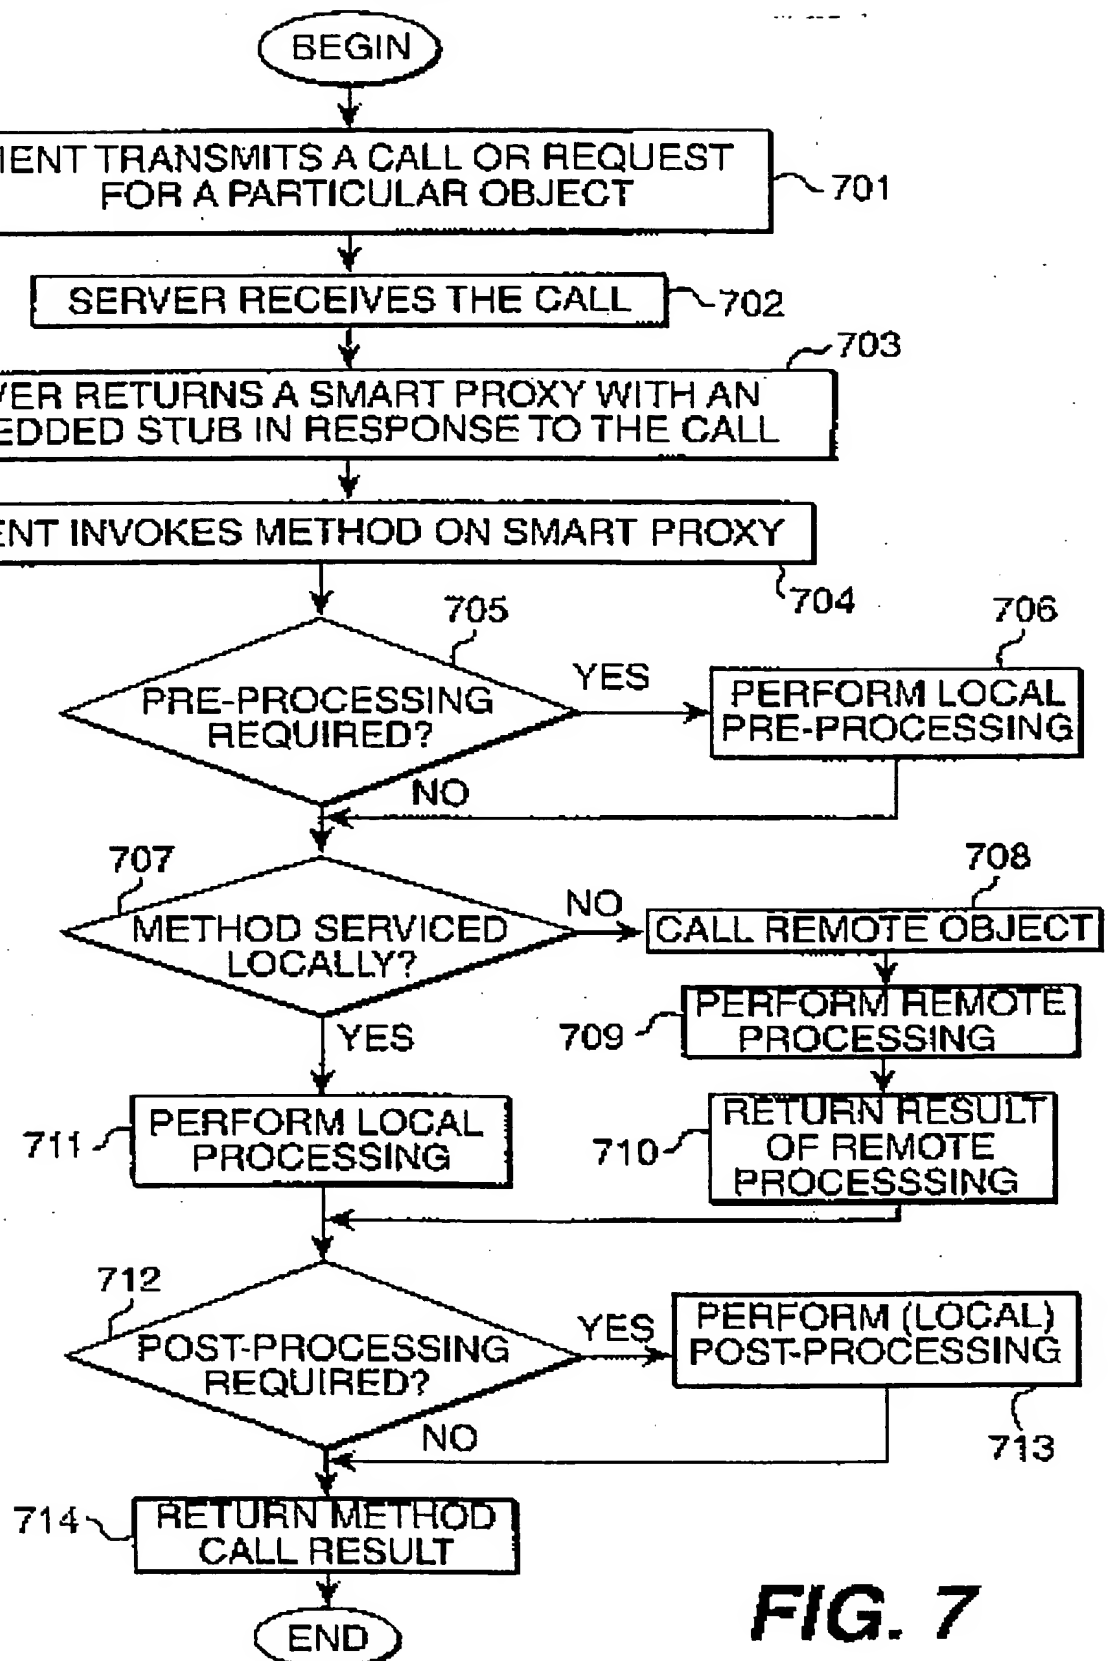 BEGIN
TRANSMITS A CALL OR REQUEST
FOR A PARTICULAR OBJECT
701
SERVER RECEIVES THE CALL
702
703
RETURNS A SMART PROXY WITH AN
STUB IN RESPONSE TO THE CALL
INVOKES METHOD ON SMART PROXY
704
705
706
PRE-PROCESSING
REQUIRED?
YES
PERFORM LOCAL
PRE-PROCESSING
NO
707
708
METHOD SERVICED
LOCALLY?
NO
CALL REMOTE OBJECT
709
PERFORM REMOTE
PROCESSING
YES
711
PERFORM LOCAL
PROCESSING
710
RETURN RESULT
OF REMOTE
PROCESSSING
712
POST-PROCESSING
REQUIRED?
YES
PERFORM (LOCAL)
POST-PROCESSING
NO
713
714
RETURN METHOD
CALL RESULT
END
FIG. 7